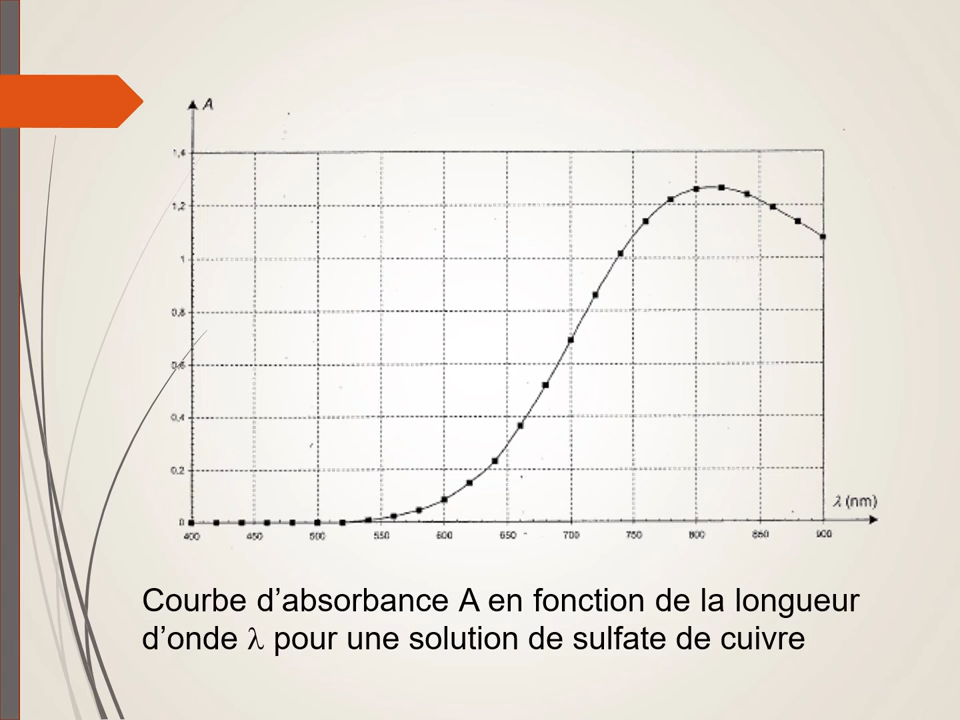 A
1,4
1,2
1
0,8
0,6
0,4
0,2
0
λ (nm)
400 450 500 550 600 650 700 750 800 850 900
Courbe d’absorbance A en fonction de la longueur
d’onde λ pour une solution de sulfate de cuivre